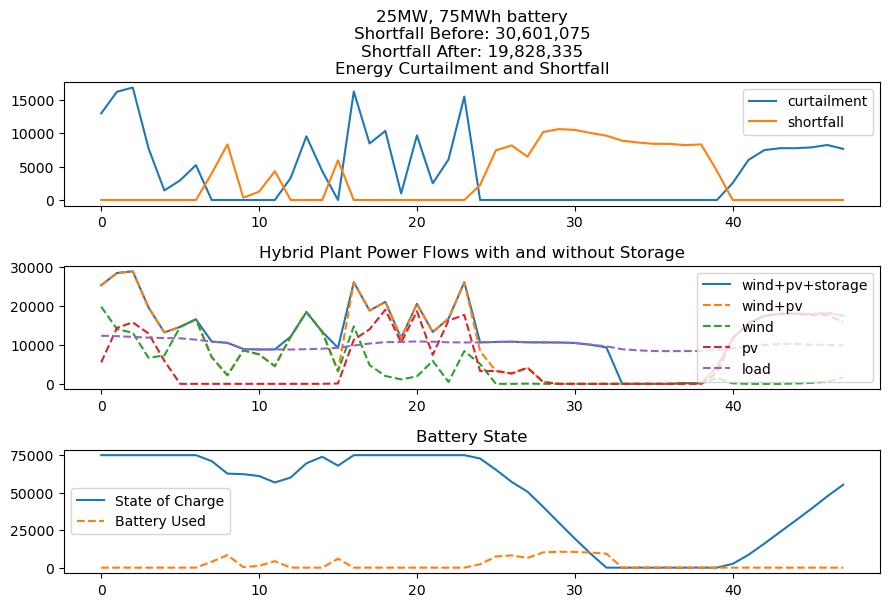 25MW, 75MWh battery
Shortfall Before: 30,601,075
Shortfall After: 19,828,335
Energy Curtailment and Shortfall
15000
10000
5000
0
curtailment
shortfall
0 10 20 30 40
Hybrid Plant Power Flows with and without Storage
30000
20000
10000
0
wind+pv+storage
wind+pv
wind
pv
load
0 10 20 30 40
Battery State
75000
50000
25000
0
State of Charge
Battery Used
0 10 20 30 40